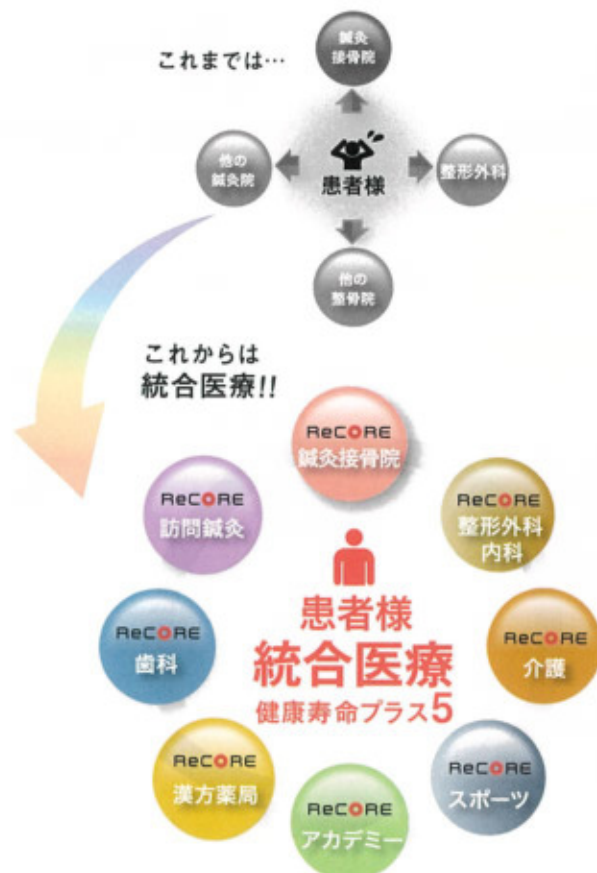 これまでは…
鍼灸
接骨院
他の
鍼灸院
患者様
整形外科
他の
整骨院
これからは
統合医療!!
ReCORE
鍼灸接骨院
ReCORE
訪問鍼灸
ReCORE
整形外科
内科
患者様
統合医療
健康寿命プラス5
ReCORE
歯科
ReCORE
介護
ReCORE
漢方薬局
ReCORE
スポーツ
ReCORE
アカデミー